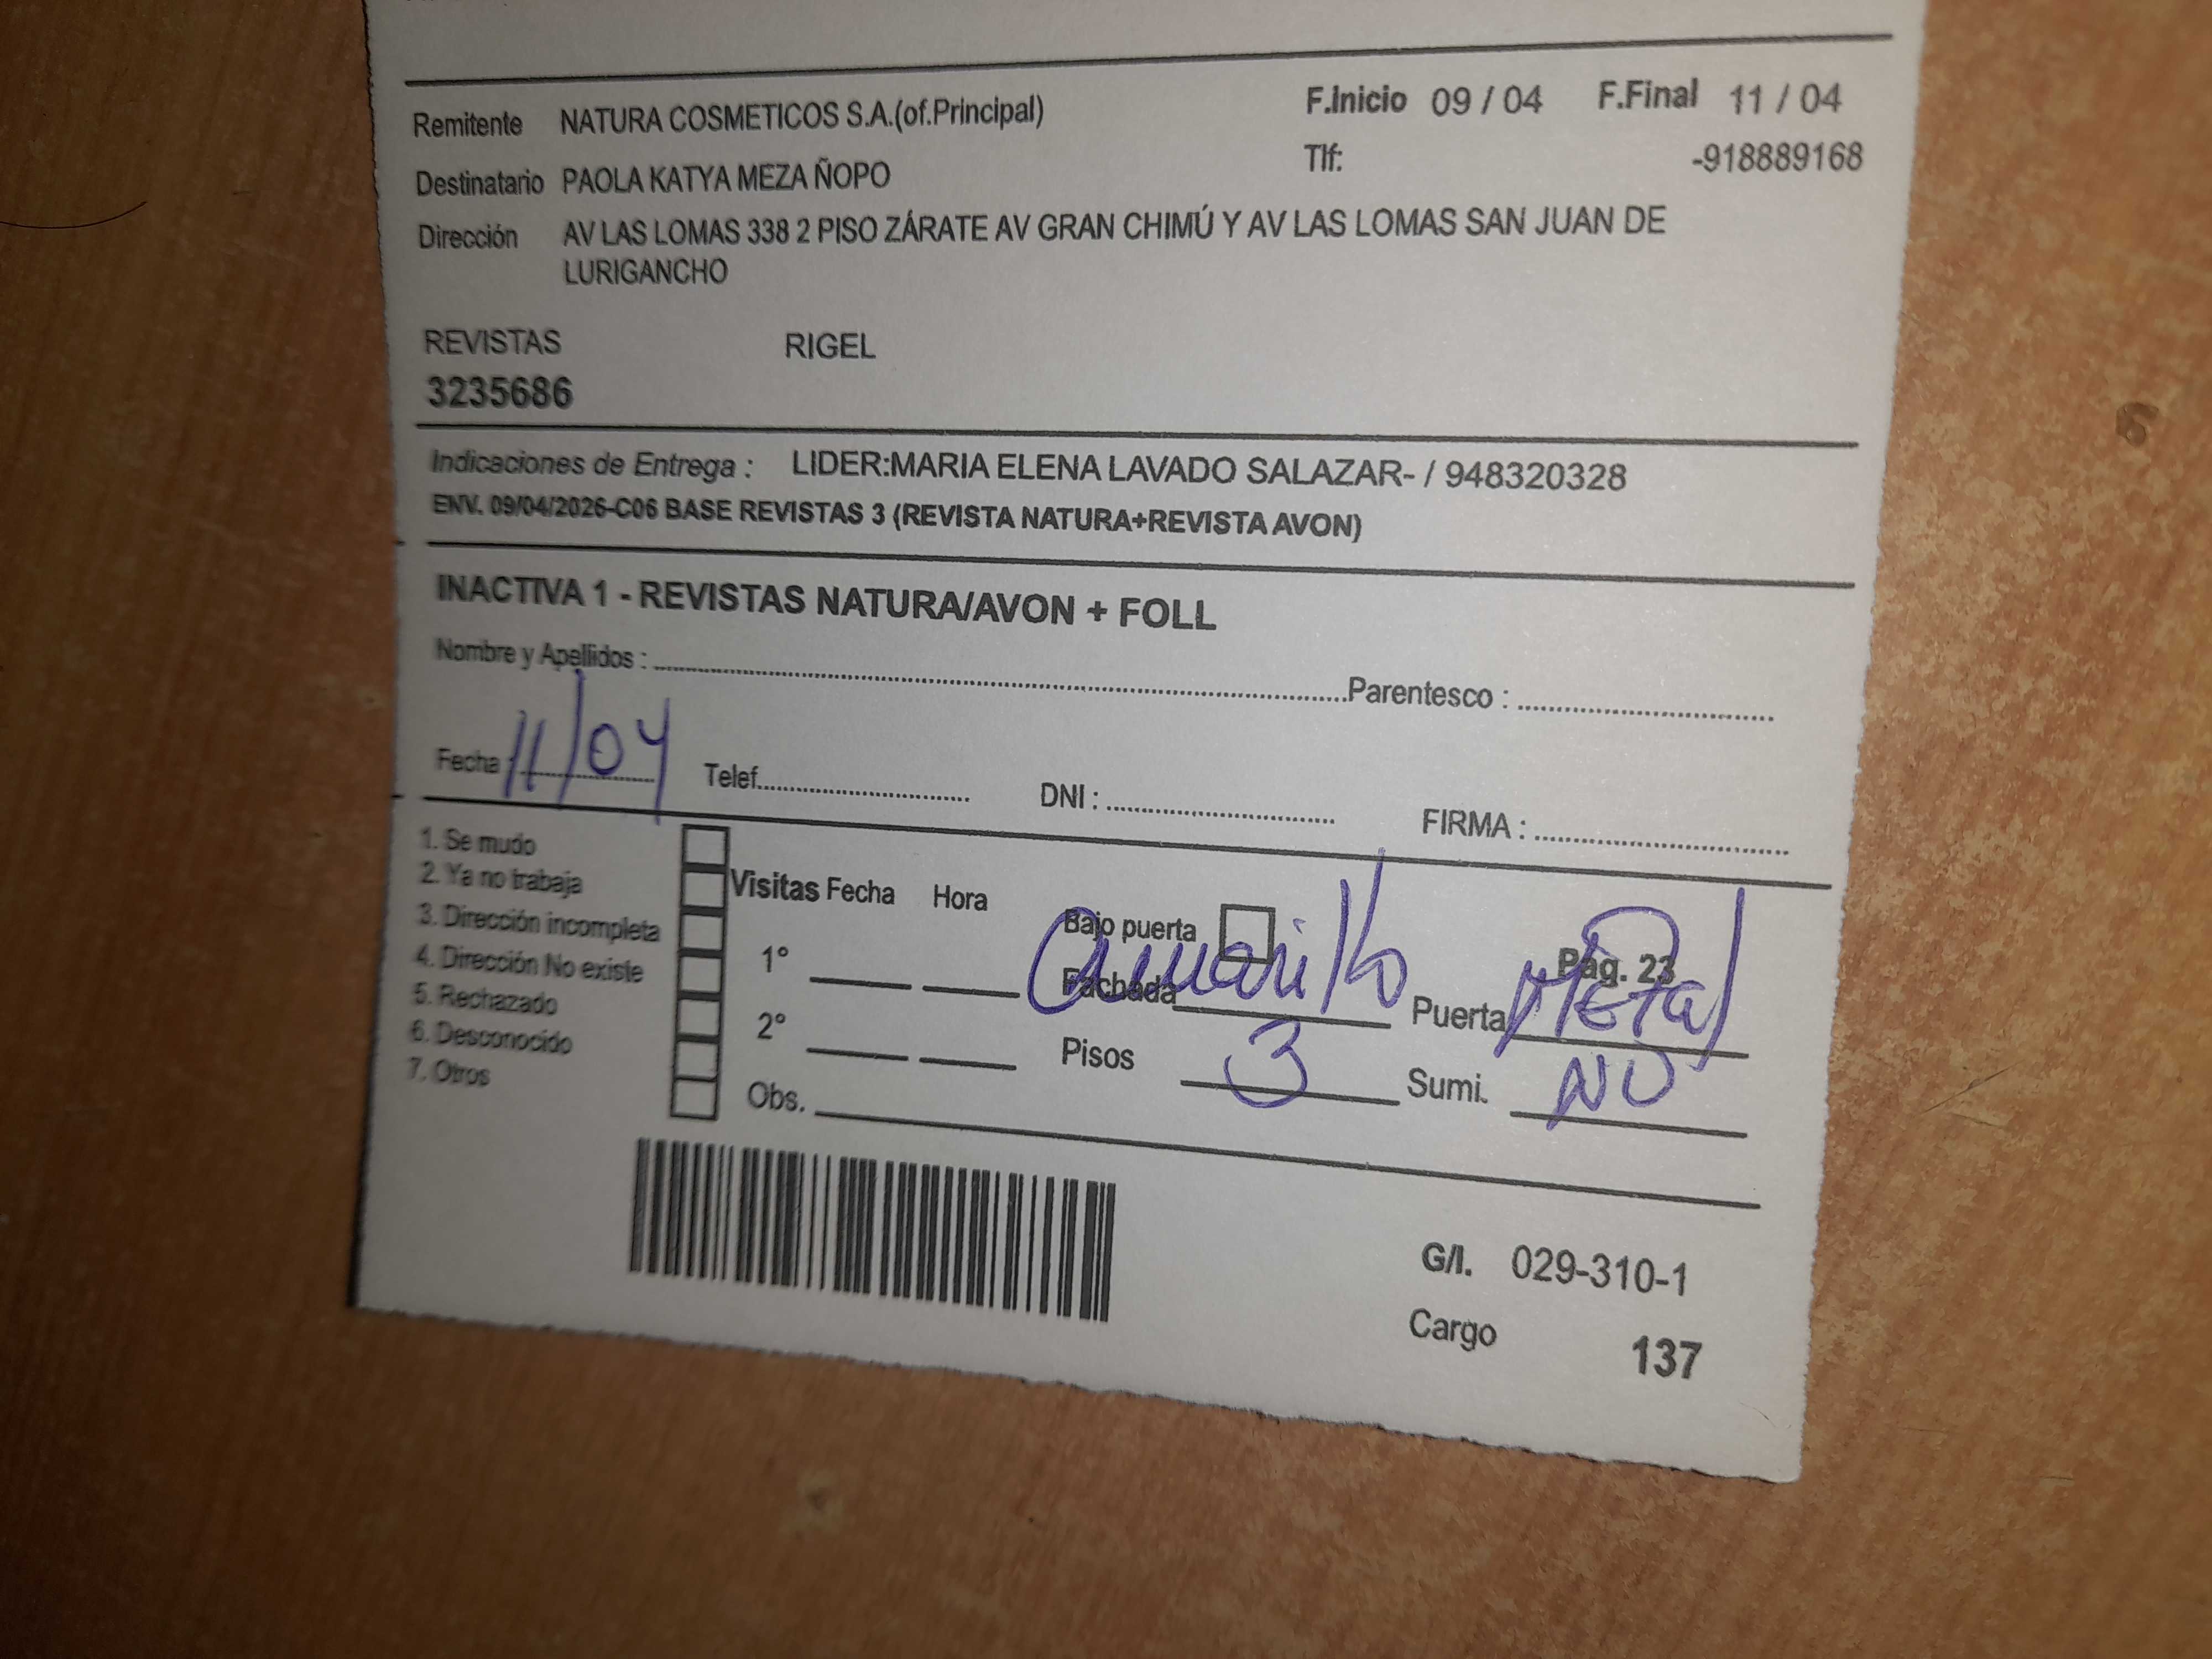 Remitente NATURA COSMETICOS S.A.(of.Principal) F.Inicio 09 / 04 F.Final 11 / 04
Destinatario PAOLA KATYA MEZA ÑOPO Tlf: -918889168
Dirección AV LAS LOMAS 338 2 PISO ZÁRATE AV GRAN CHIMÚ Y AV LAS LOMAS SAN JUAN DE
LURIGANCHO
REVISTAS RIGEL
3235686
Indicaciones de Entrega : LIDER:MARIA ELENA LAVADO SALAZAR- / 948320328
ENV. 09/04/2026-C06 BASE REVISTAS 3 (REVISTA NATURA+REVISTA AVON)
INACTIVA 1 - REVISTAS NATURA/AVON + FOLL
Nombre y Apellidos : Parentesco :
Fecha : 11/04 Telef. DNI : FIRMA :
1. Se mudo
2. Ya no trabaja
3. Dirección incompleta
4. Dirección No existe
5. Rechazado
6. Desconocido
7. Otros
Visitas Fecha Hora
1°
2°
Obs.
Bajo puerta Pág. 23
Fachada Amarillo Puerta Metal
Pisos 3 Sumi. NO
G/I. 029-310-1
Cargo 137